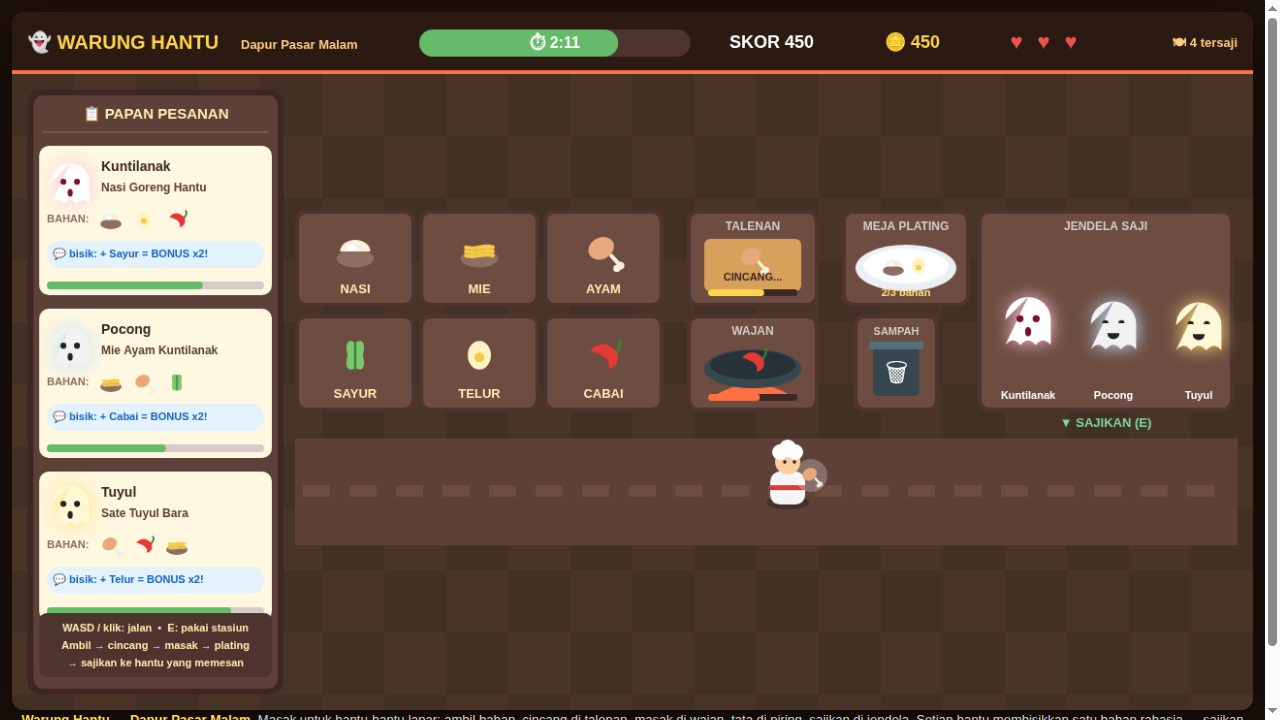 👻 WARUNG HANTU Dapur Pasar Malam ⏱ 2:11 SKOR 450 🪙 450 ♥ ♥ ♥ 🍽 4 tersaji
📋 PAPAN PESANAN
Kuntilanak
Nasi Goreng Hantu
BAHAN:
💬 bisik: + Sayur = BONUS x2!
Pocong
Mie Ayam Kuntilanak
BAHAN:
💬 bisik: + Cabai = BONUS x2!
Tuyul
Sate Tuyul Bara
BAHAN:
💬 bisik: + Telur = BONUS x2!
WASD / klik: jalan • E: pakai stasiun
Ambil → cincang → masak → plating
→ sajikan ke hantu yang memesan
NASI
MIE
AYAM
SAYUR
TELUR
CABAI
TALENAN
CINCANG...
WAJAN
MEJA PLATING
2/3 bahan
SAMPAH
JENDELA SAJI
Kuntilanak Pocong Tuyul
▼ SAJIKAN (E)
Warung Hantu — Dapur Pasar Malam. Masak untuk hantu-hantu lapar: ambil bahan, cincang di talenan, masak di wajan, tata di piring, sajikan di jendela. Setiap hantu membisikkan satu bahan rahasia — sajikan